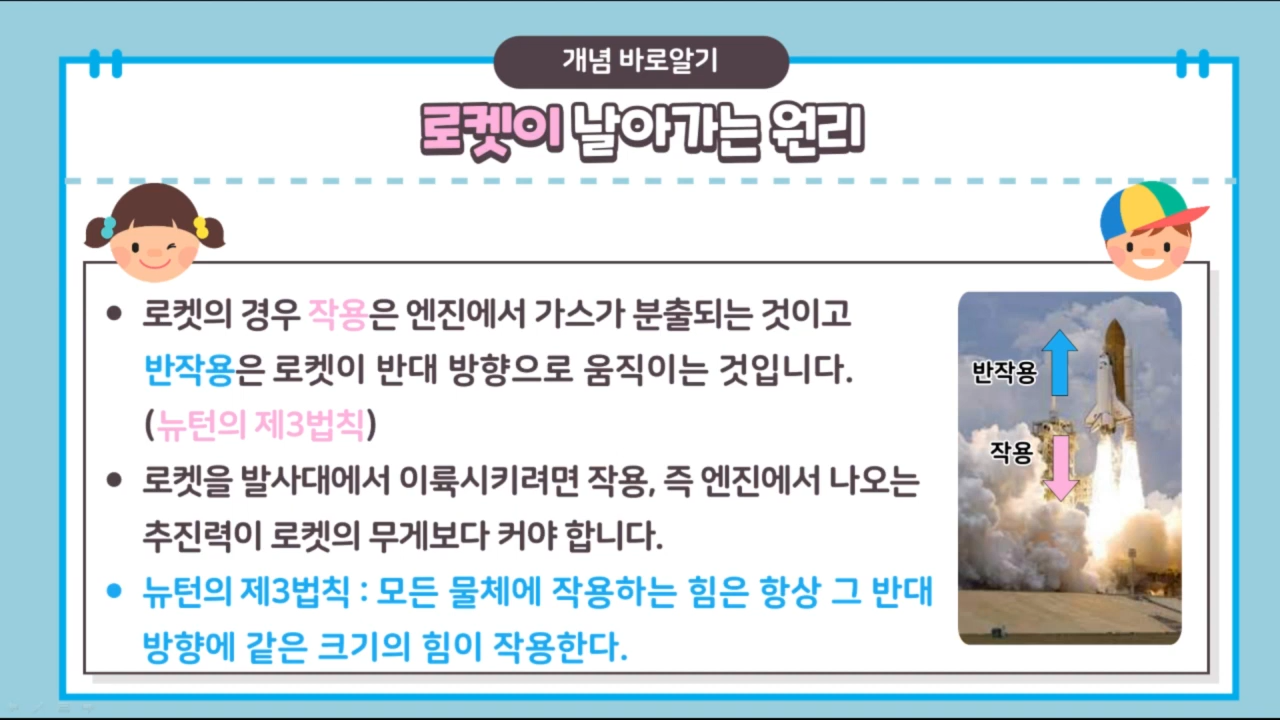 개념 바로알기
로켓이 날아가는 원리
로켓의 경우 작용은 엔진에서 가스가 분출되는 것이고
반작용은 로켓이 반대 방향으로 움직이는 것입니다.
(뉴턴의 제3법칙)
로켓을 발사대에서 이륙시키려면 작용, 즉 엔진에서 나오는
추진력이 로켓의 무게보다 커야 합니다.
뉴턴의 제3법칙 : 모든 물체에 작용하는 힘은 항상 그 반대
방향에 같은 크기의 힘이 작용한다.
반작용
작용